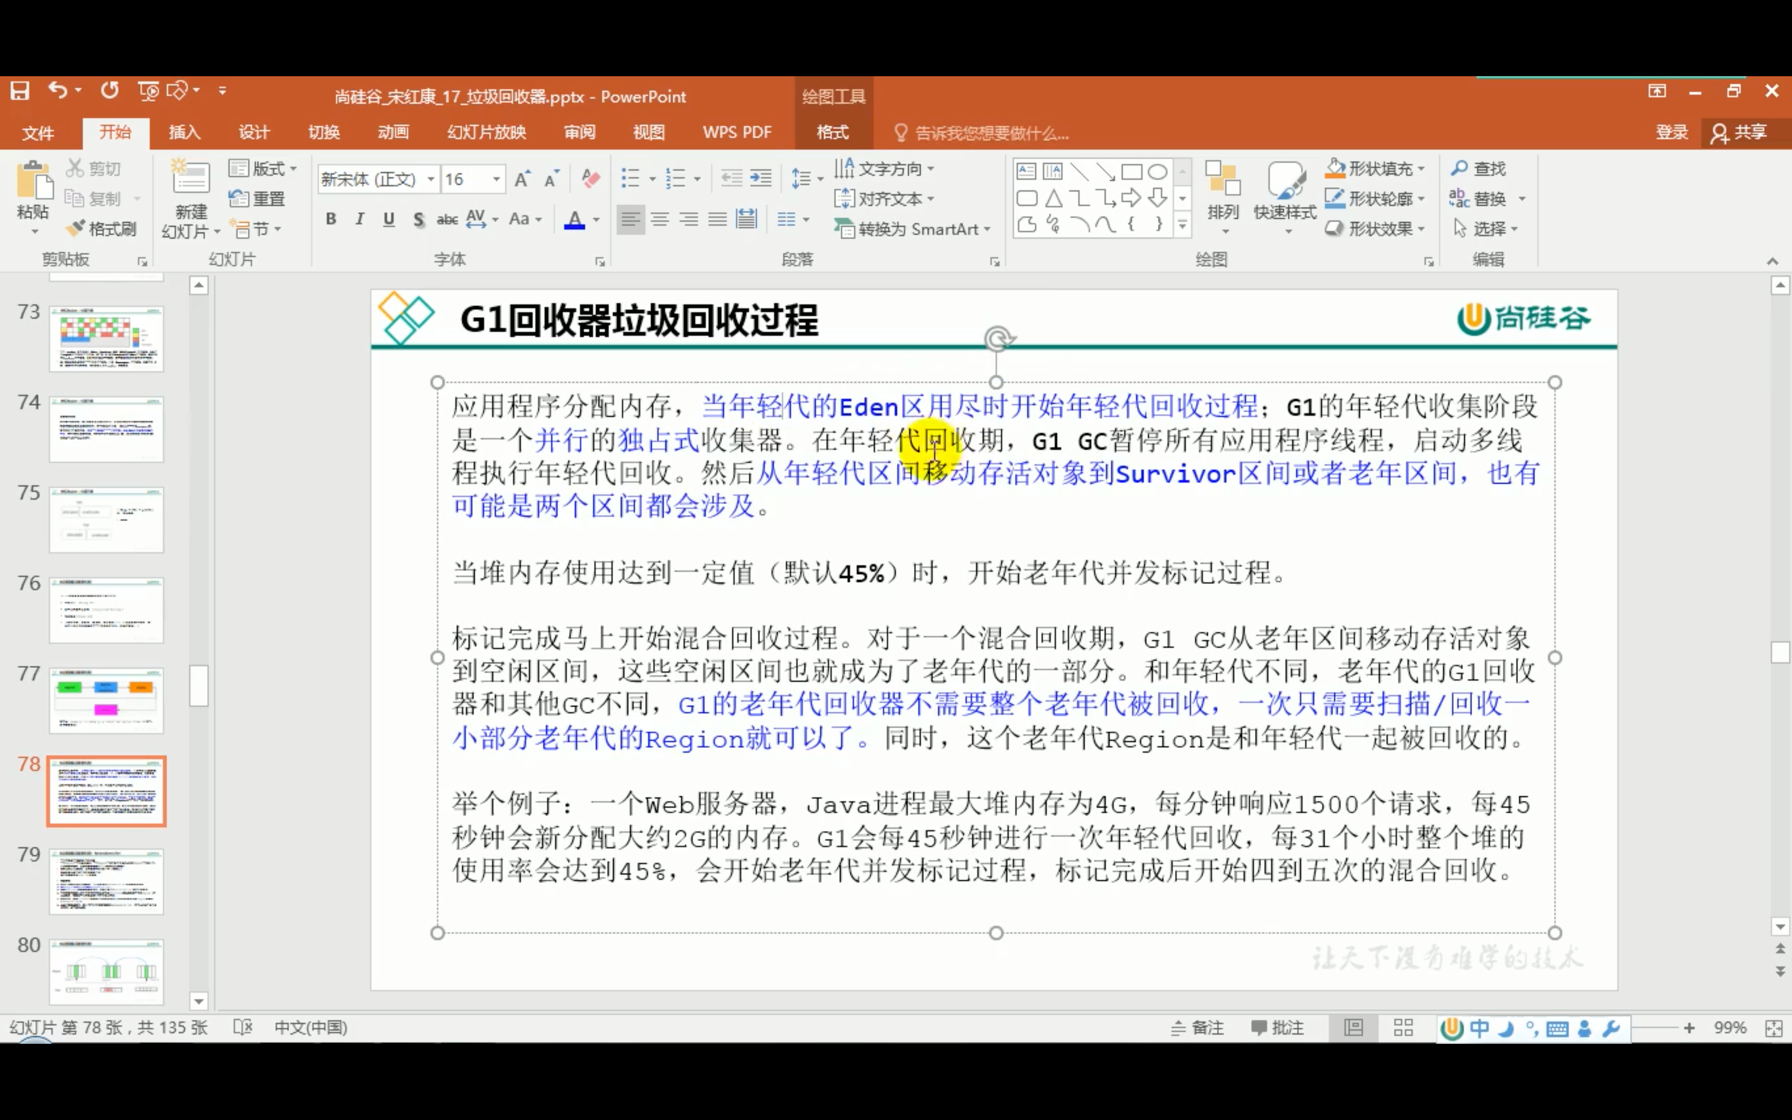 尚硅谷_宋红康_17_垃圾回收器.pptx - PowerPoint
绘图工具
文件
开始
插入
设计
切换
动画
幻灯片放映
审阅
视图
WPS PDF
格式
告诉我您想要做什么...
登录
共享
粘贴
剪切
复制
格式刷
剪贴板
新建
幻灯片
版式
重置
节
幻灯片
新宋体 (正文)
16
B I U S abc AV Aa A
字体
文字方向
对齐文本
转换为 SmartArt
段落
排列
快速样式
形状填充
形状轮廓
形状效果
绘图
查找
替换
选择
编辑
73
74
75
76
77
78
79
80
G1回收器垃圾回收过程
尚硅谷
应用程序分配内存，当年轻代的Eden区用尽时开始年轻代回收过程；G1的年轻代收集阶段
是一个并行的独占式收集器。在年轻代回收期，G1 GC暂停所有应用程序线程，启动多线
程执行年轻代回收。然后从年轻代区间移动存活对象到Survivor区间或者老年区间，也有
可能是两个区间都会涉及。
当堆内存使用达到一定值（默认45%）时，开始老年代并发标记过程。
标记完成马上开始混合回收过程。对于一个混合回收期，G1 GC从老年区间移动存活对象
到空闲区间，这些空闲区间也就成为了老年代的一部分。和年轻代不同，老年代的G1回收
器和其他GC不同，G1的老年代回收器不需要整个老年代被回收，一次只需要扫描/回收一
小部分老年代的Region就可以了。同时，这个老年代Region是和年轻代一起被回收的。
举个例子：一个Web服务器，Java进程最大堆内存为4G，每分钟响应1500个请求，每45
秒钟会新分配大约2G的内存。G1会每45秒钟进行一次年轻代回收，每31个小时整个堆的
使用率会达到45%，会开始老年代并发标记过程，标记完成后开始四到五次的混合回收。
让天下没有难学的技术
幻灯片 第 78 张，共 135 张
中文(中国)
备注
批注
中
99%